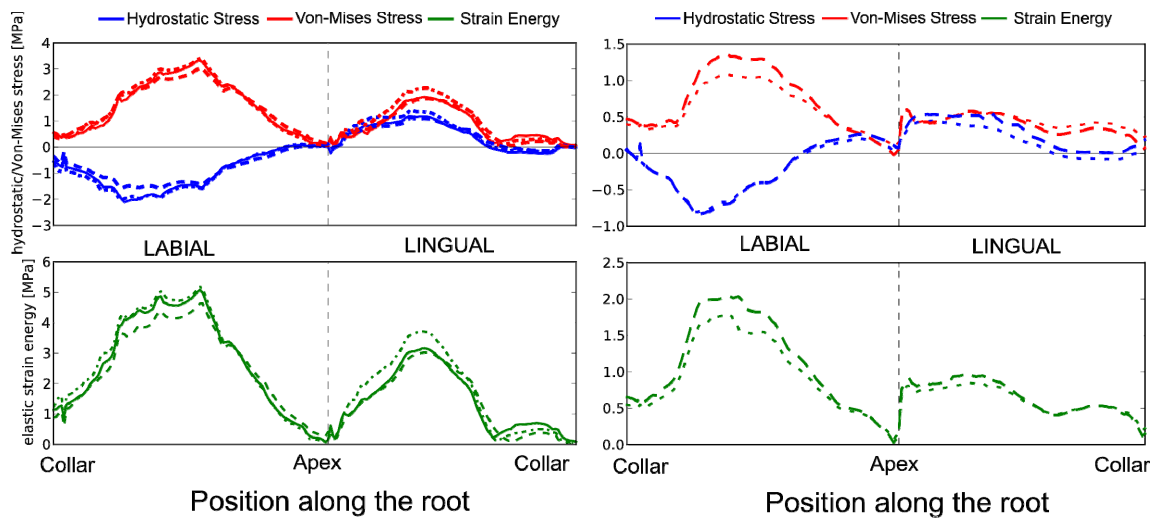 Hydrostatic Stress Von-Mises Stress Strain Energy
hydrostatic/Von-Mises stress [MPa]
4
3
2
1
0
−1
−2
−3
LABIAL LINGUAL
elastic strain energy [MPa]
6
5
4
3
2
1
0
Collar Apex Collar
Position along the root
Hydrostatic Stress Von-Mises Stress Strain Energy
1.5
1.0
0.5
0.0
−0.5
−1.0
LABIAL LINGUAL
2.5
2.0
1.5
1.0
0.5
0.0
Collar Apex Collar
Position along the root